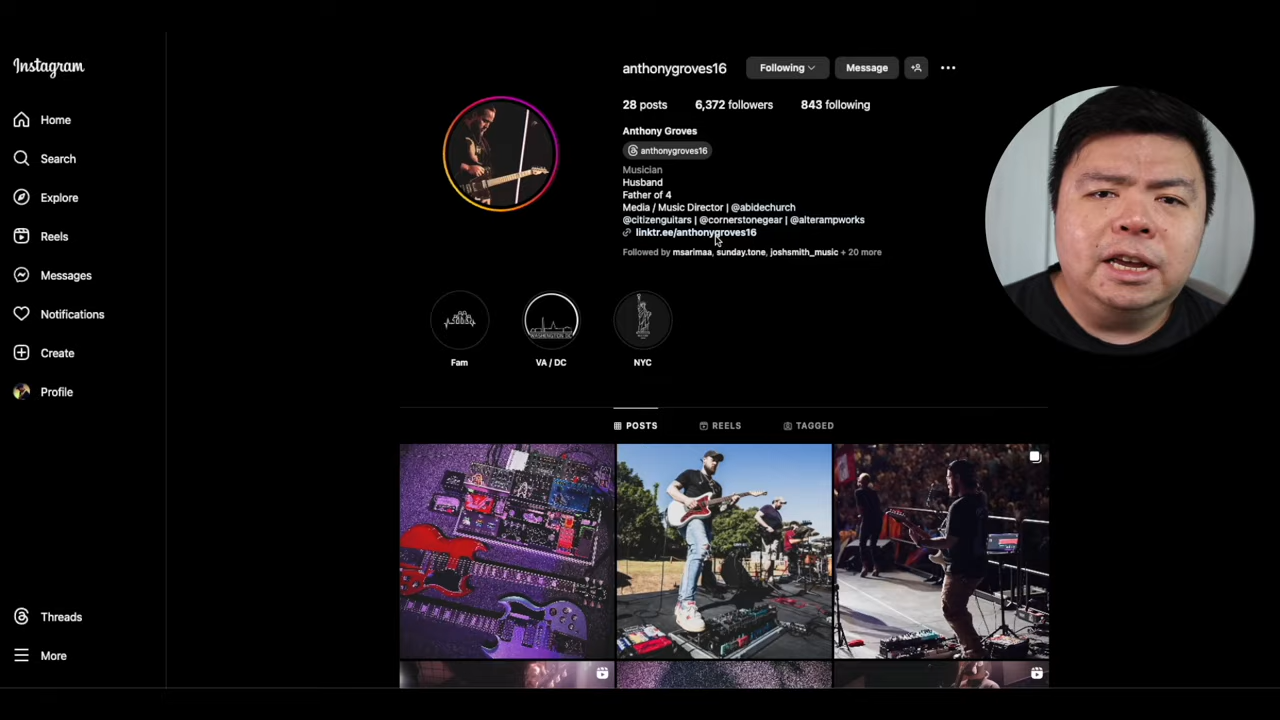 Instagram
Home
Search
Explore
Reels
Messages
Notifications
Create
Profile
Threads
More
anthonygroves16
Following
Message
28 posts 6,372 followers 843 following
Anthony Groves
anthonygroves16
Musician
Husband
Father of 4
Media / Music Director | @abidechurch
@citizenguitars | @cornerstonegear | @alterampworks
linktr.ee/anthonygroves16
Followed by msarimaa, sunday.tone, joshsmith_music + 20 more
WASHINGTON DC
Fam VA / DC NYC
POSTS REELS TAGGED